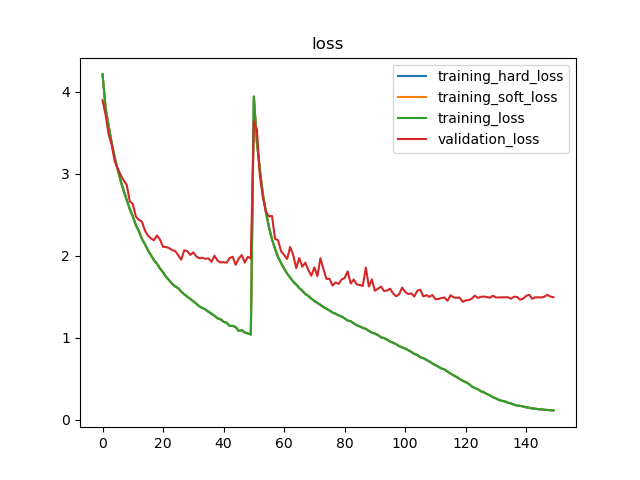 loss
training_hard_loss
training_soft_loss
training_loss
validation_loss
4
3
2
1
0
0 20 40 60 80 100 120 140